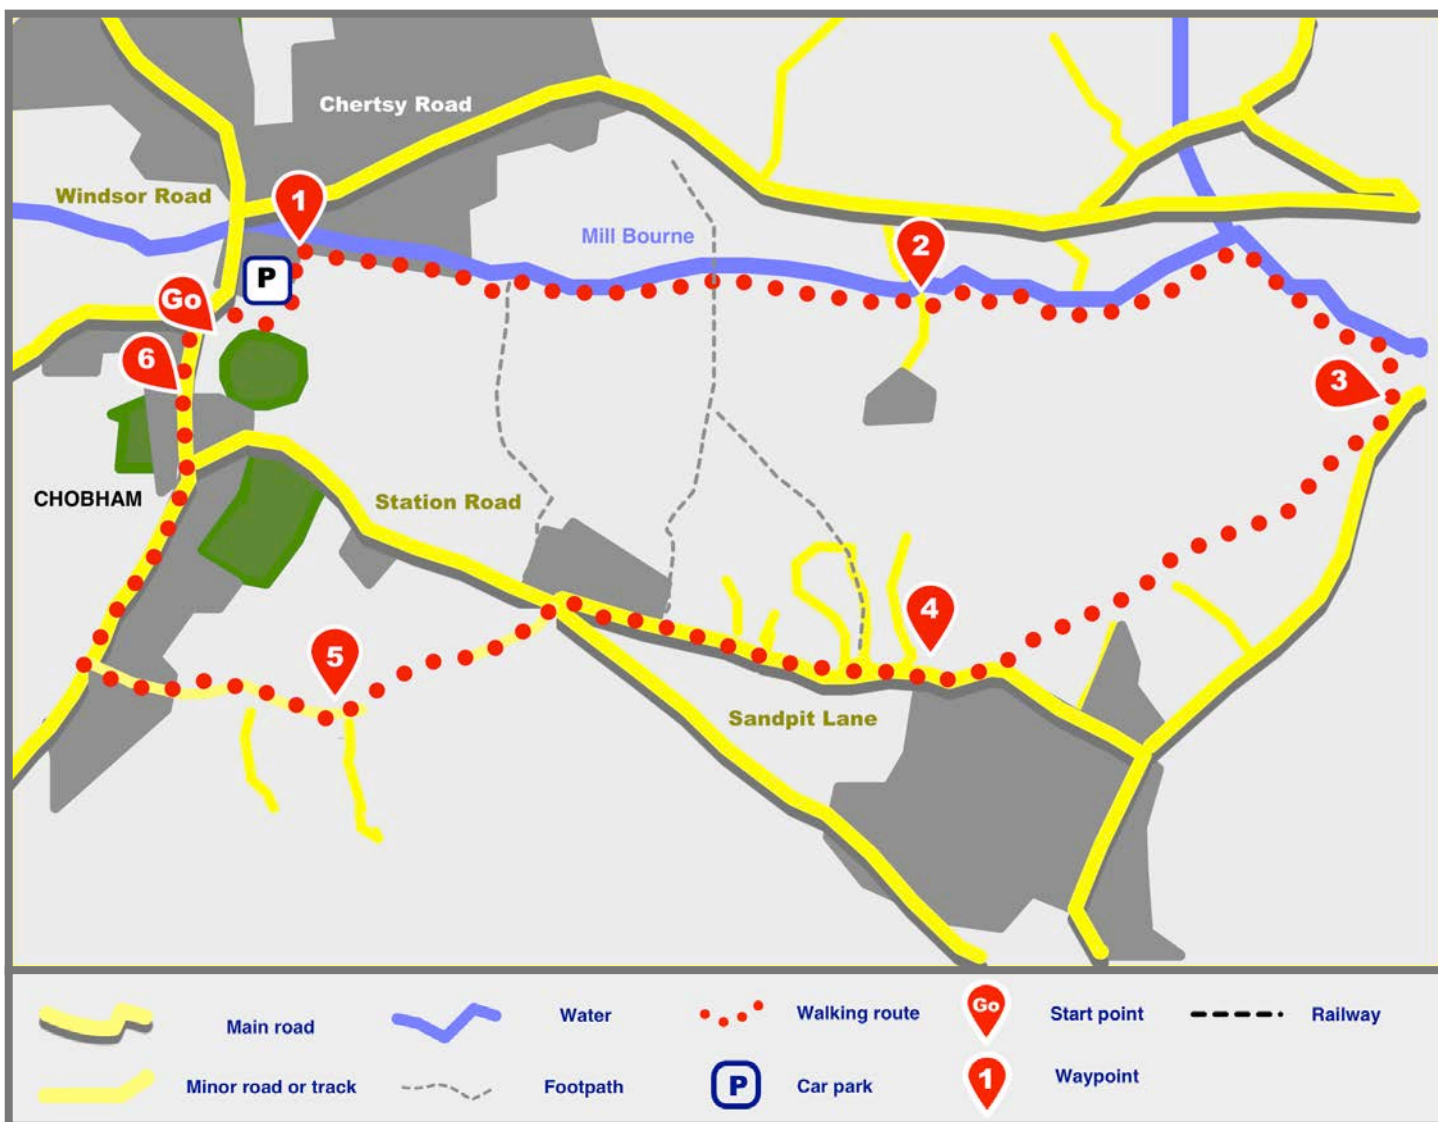 Chertsy Road
Windsor Road
1
Mill Bourne
2
P
Go
6
3
CHOBHAM
Station Road
4
5
Sandpit Lane
Main road
Water
Walking route
Go
Start point
Railway
Minor road or track
Footpath
P
Car park
1
Waypoint